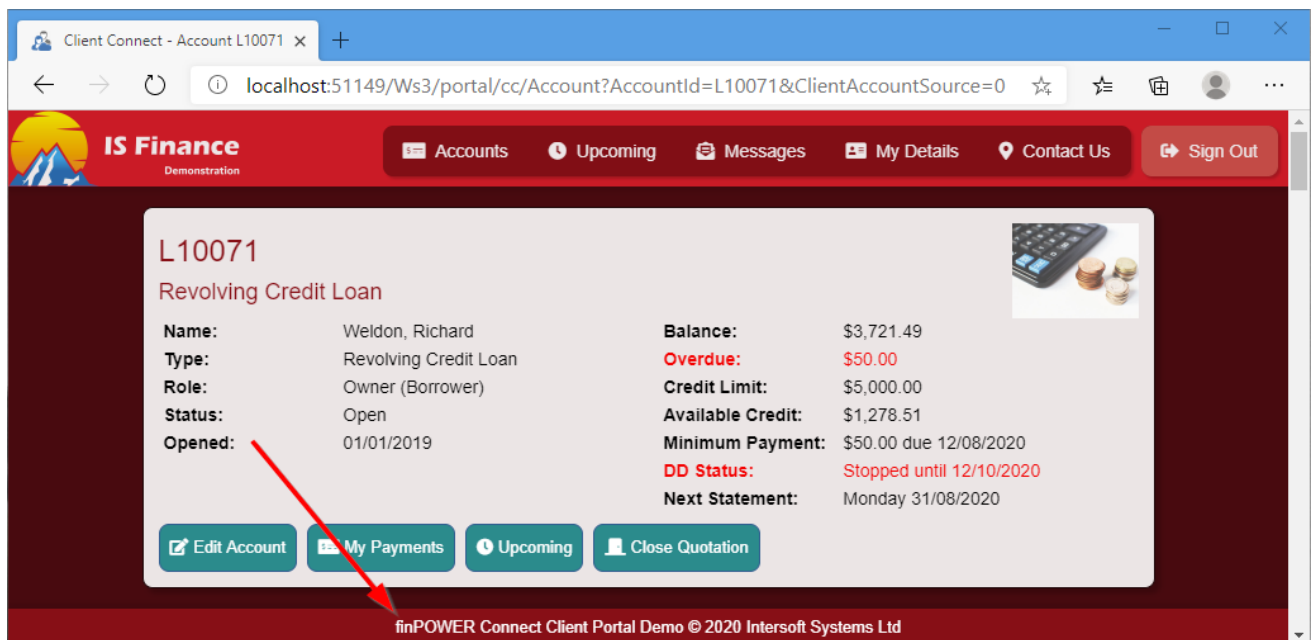 Client Connect - Account L10071
localhost:51149/Ws3/portal/cc/Account?AccountId=L10071&ClientAccountSource=0
IS Finance
Demonstration
Accounts Upcoming Messages My Details Contact Us Sign Out
L10071
Revolving Credit Loan
Name: Weldon, Richard Balance: $3,721.49
Type: Revolving Credit Loan Overdue: $50.00
Role: Owner (Borrower) Credit Limit: $5,000.00
Status: Open Available Credit: $1,278.51
Opened: 01/01/2019 Minimum Payment: $50.00 due 12/08/2020
DD Status: Stopped until 12/10/2020
Next Statement: Monday 31/08/2020
Edit Account My Payments Upcoming Close Quotation
finPOWER Connect Client Portal Demo © 2020 Intersoft Systems Ltd